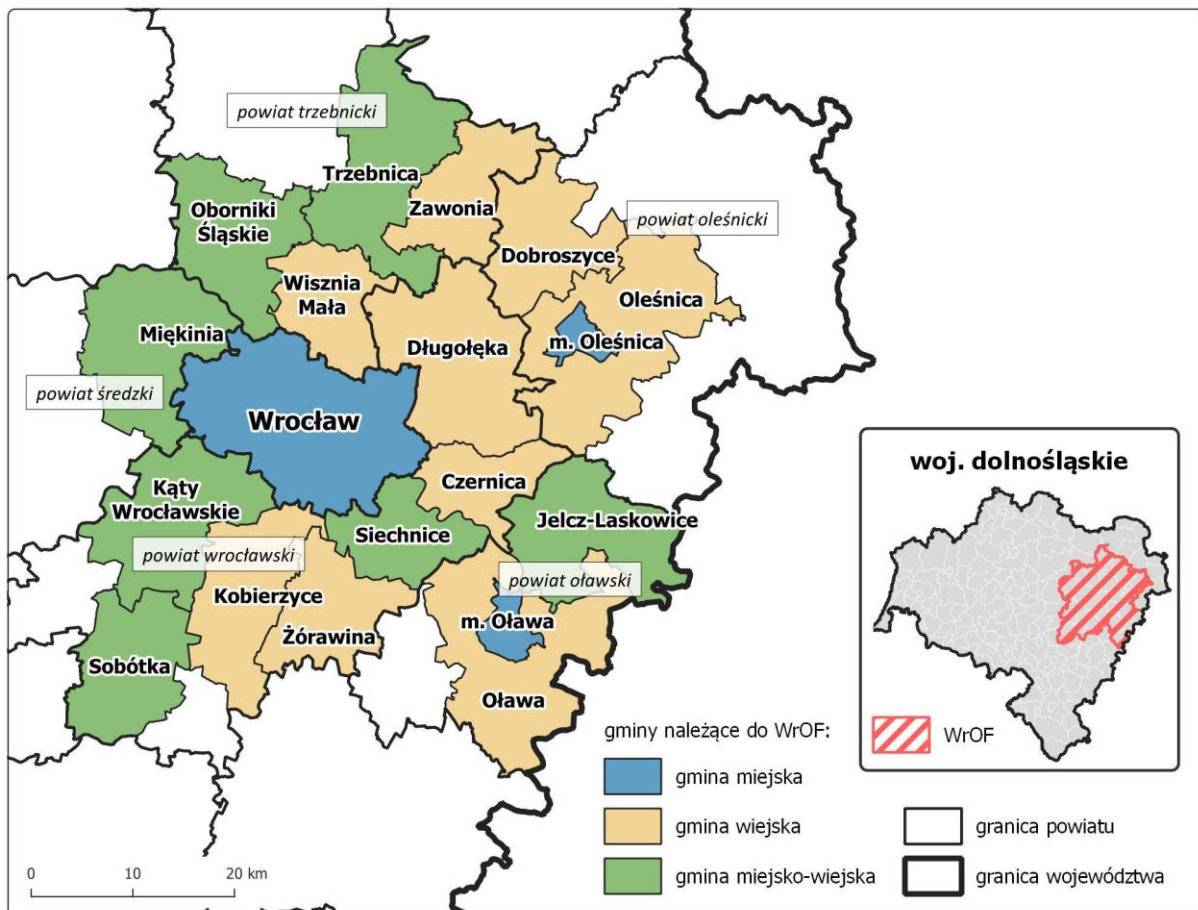 powiat trzebnicki
Trzebnica
Oborniki
Śląskie
Zawonia
powiat oleśnicki
Dobroszyce
Wisznia
Mała
Oleśnica
Miękinia
Długołęka
m. Oleśnica
powiat średzki
Wrocław
Kąty
Wrocławskie
Czernica
Siechnice
Jelcz-Laskowice
powiat wrocławski
powiat oławski
Kobierzyce
m. Oława
Żórawina
Sobótka
Oława
woj. dolnośląskie
WrOF
gminy należące do WrOF:
gmina miejska
gmina wiejska
gmina miejsko-wiejska
granica powiatu
granica województwa
0 10 20 km